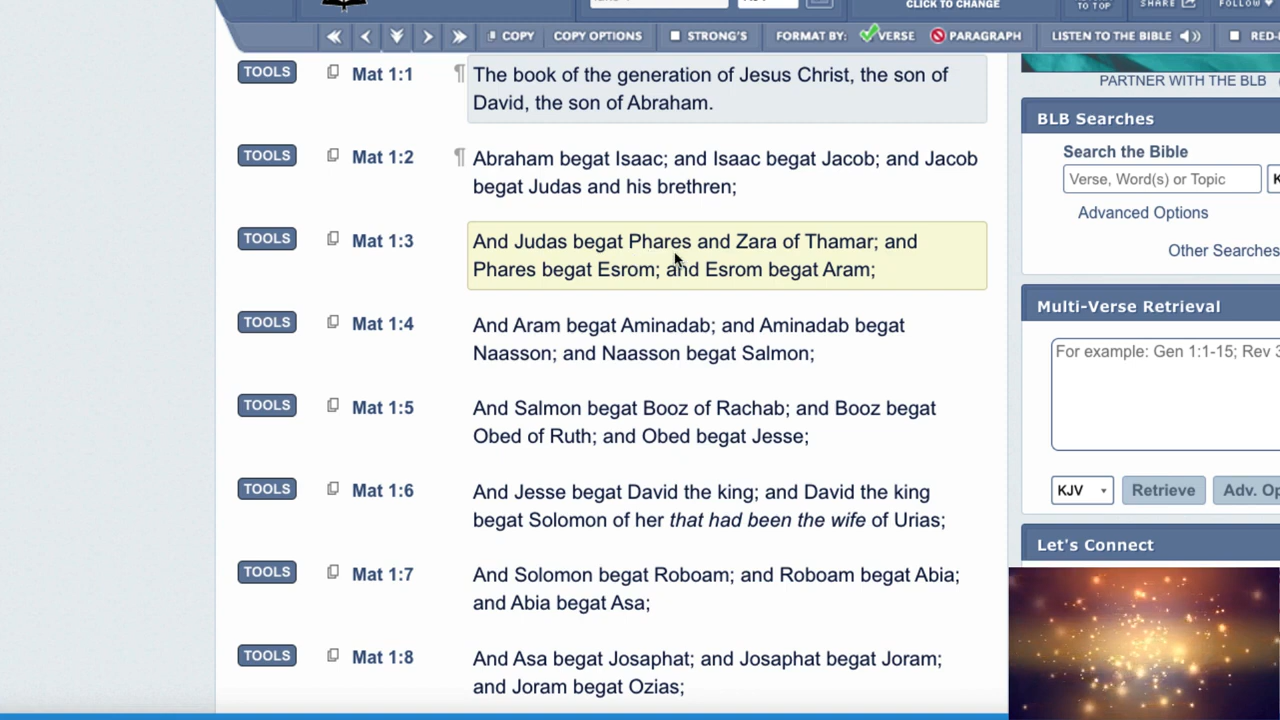 CLICK TO CHANGE
TO TOP
SHARE
FOLLOW
COPY
COPY OPTIONS
STRONG'S
FORMAT BY:
VERSE
PARAGRAPH
LISTEN TO THE BIBLE
RED-
TOOLS
Mat 1:1
¶ The book of the generation of Jesus Christ, the son of
David, the son of Abraham.
TOOLS
Mat 1:2
¶ Abraham begat Isaac; and Isaac begat Jacob; and Jacob
begat Judas and his brethren;
TOOLS
Mat 1:3
And Judas begat Phares and Zara of Thamar; and
Phares begat Esrom; and Esrom begat Aram;
TOOLS
Mat 1:4
And Aram begat Aminadab; and Aminadab begat
Naasson; and Naasson begat Salmon;
TOOLS
Mat 1:5
And Salmon begat Booz of Rachab; and Booz begat
Obed of Ruth; and Obed begat Jesse;
TOOLS
Mat 1:6
And Jesse begat David the king; and David the king
begat Solomon of her that had been the wife of Urias;
TOOLS
Mat 1:7
And Solomon begat Roboam; and Roboam begat Abia;
and Abia begat Asa;
TOOLS
Mat 1:8
And Asa begat Josaphat; and Josaphat begat Joram;
and Joram begat Ozias;
PARTNER WITH THE BLB
BLB Searches
Search the Bible
Verse, Word(s) or Topic
K
Advanced Options
Other Searches
Multi-Verse Retrieval
For example: Gen 1:1-15; Rev 3
KJV
Retrieve
Adv. Op
Let's Connect